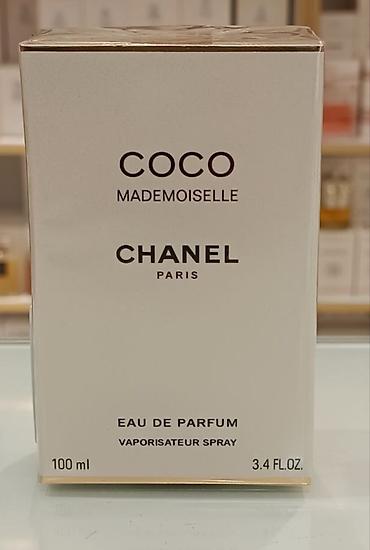 COCO
MADEMOISELLE
CHANEL
PARIS
EAU DE PARFUM
VAPORISATEUR SPRAY
100 ml 3.4 FL.OZ.